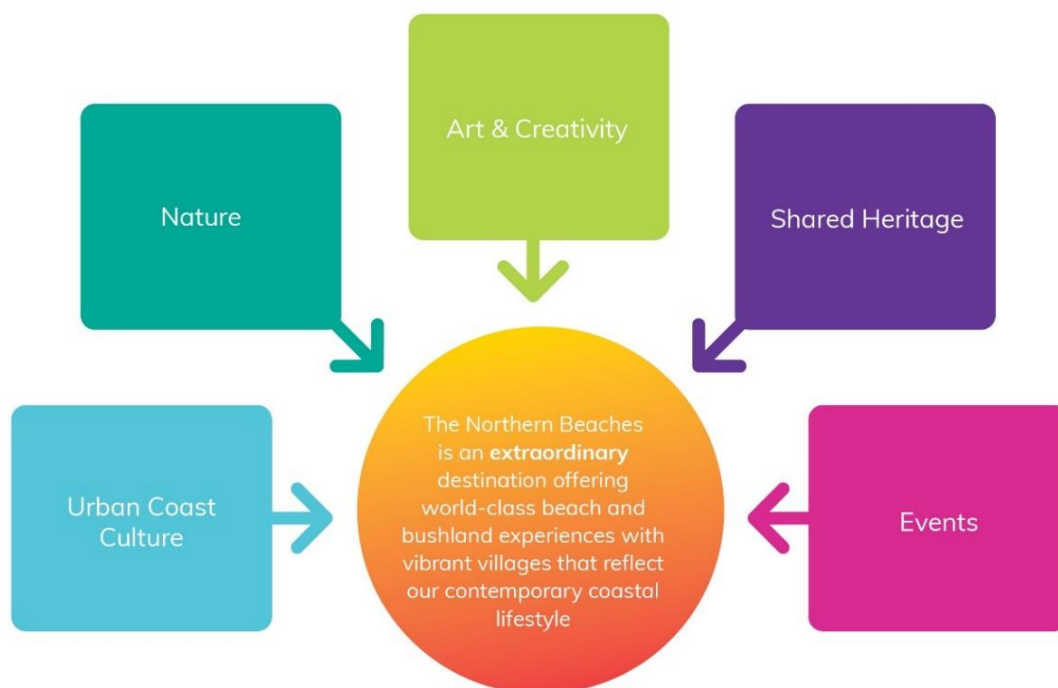 Art & Creativity
Nature
Shared Heritage
Urban Coast
Culture
The Northern Beaches
is an extraordinary
destination offering
world-class beach and
bushland experiences with
vibrant villages that reflect
our contemporary coastal
lifestyle
Events